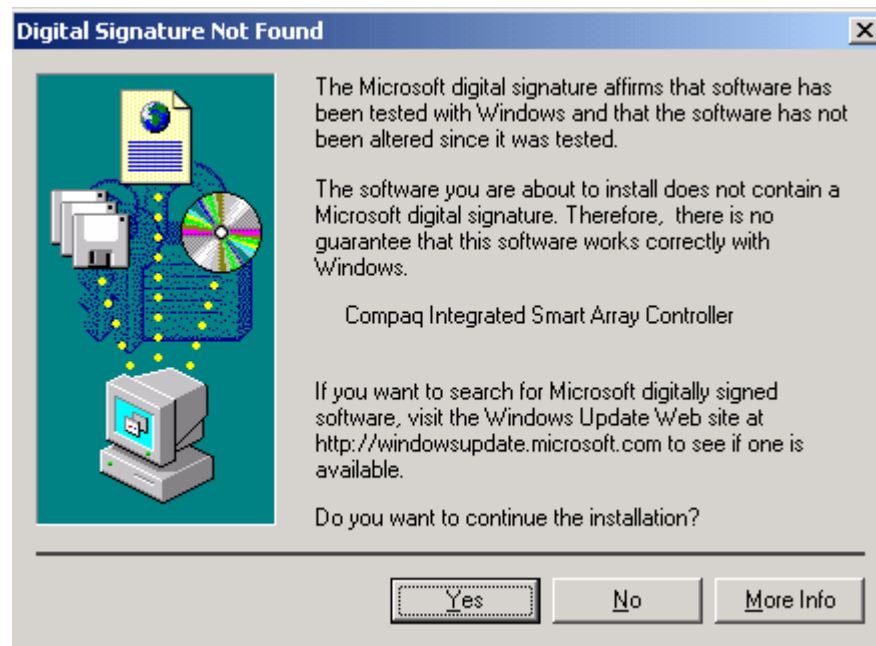 Digital Signature Not Found
The Microsoft digital signature affirms that software has
been tested with Windows and that the software has not
been altered since it was tested.
The software you are about to install does not contain a
Microsoft digital signature. Therefore,  there is no
guarantee that this software works correctly with
Windows.
Compaq Integrated Smart Array Controller
If you want to search for Microsoft digitally signed
software, visit the Windows Update Web site at
http://windowsupdate.microsoft.com to see if one is
available.
Do you want to continue the installation?
Yes
No
More Info